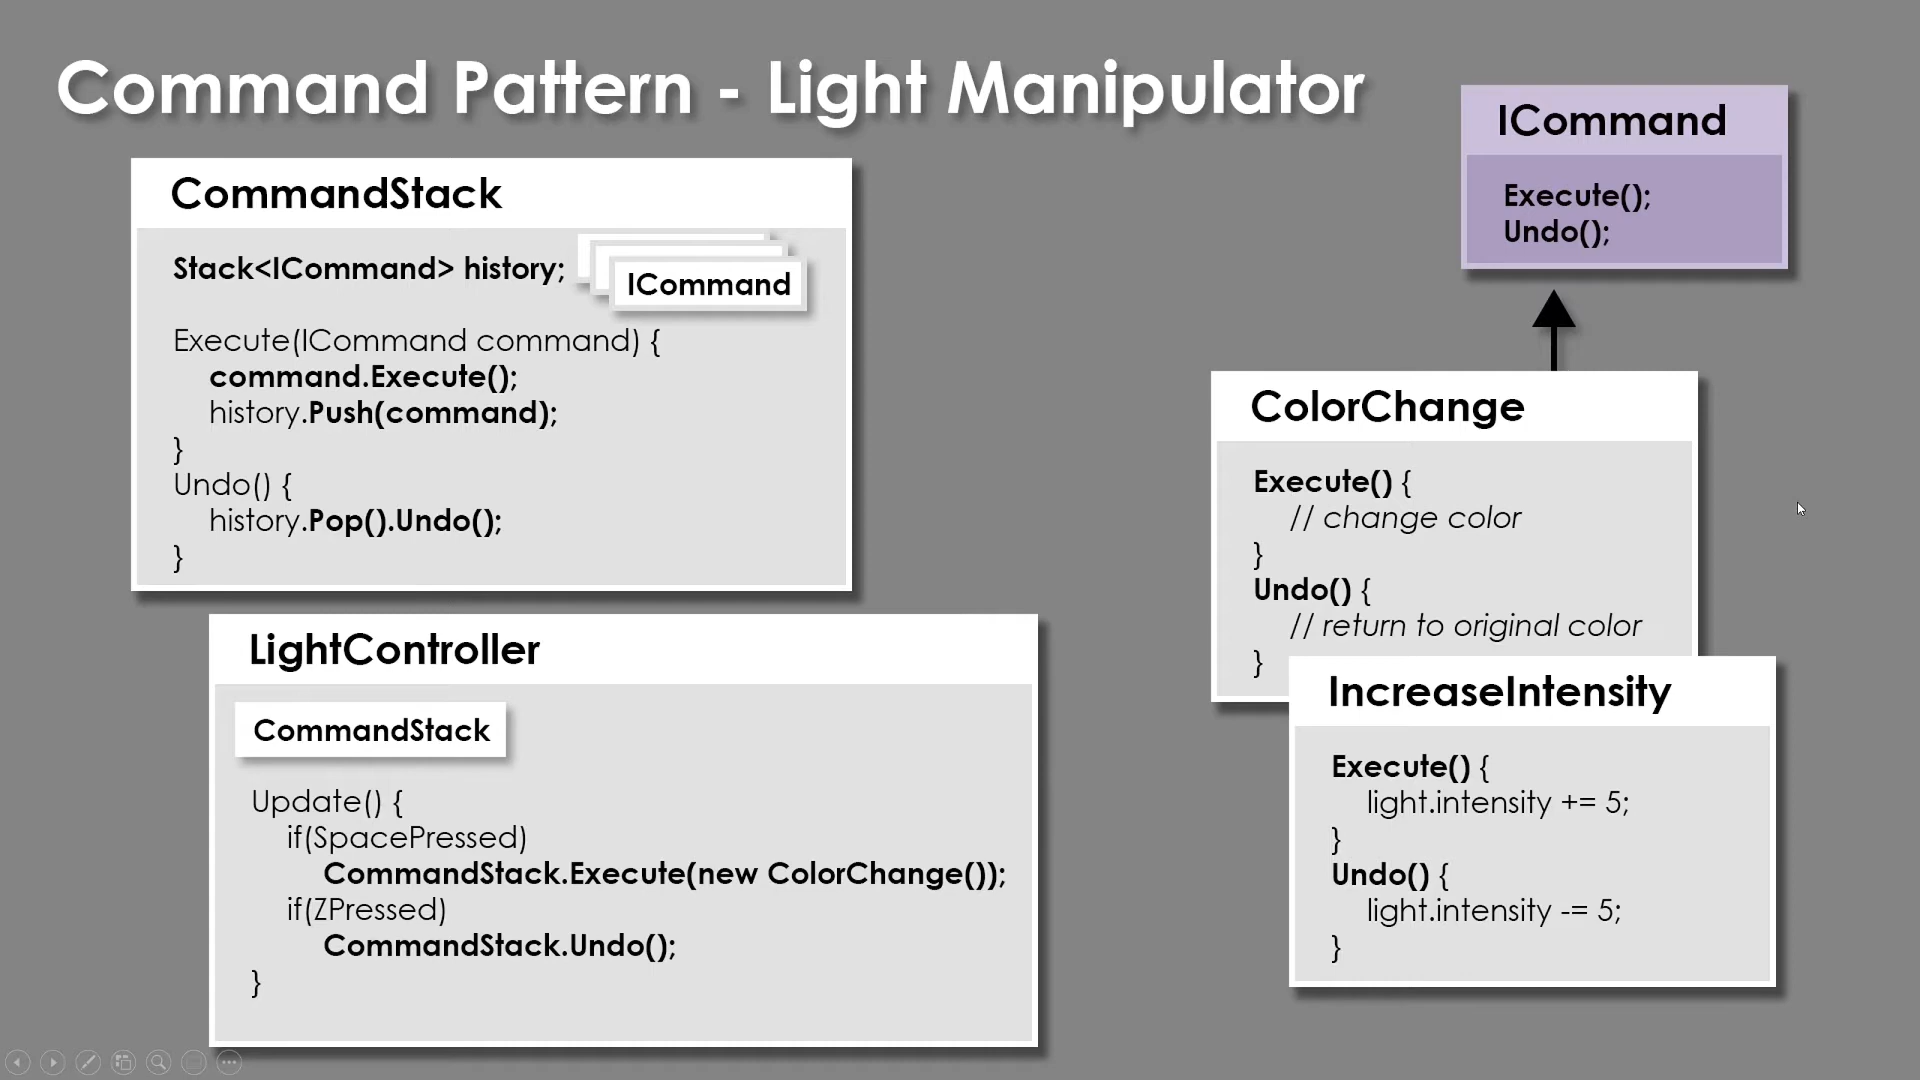 Command Pattern - Light Manipulator
CommandStack
Stack<ICommand> history;
ICommand
Execute(ICommand command) {
command.Execute();
history.Push(command);
}
Undo() {
history.Pop().Undo();
}
LightController
CommandStack
Update() {
if(SpacePressed)
CommandStack.Execute(new ColorChange());
if(ZPressed)
CommandStack.Undo();
}
ICommand
Execute();
Undo();
ColorChange
Execute() {
// change color
}
Undo() {
// return to original color
}
IncreaseIntensity
Execute() {
light.intensity += 5;
}
Undo() {
light.intensity -= 5;
}